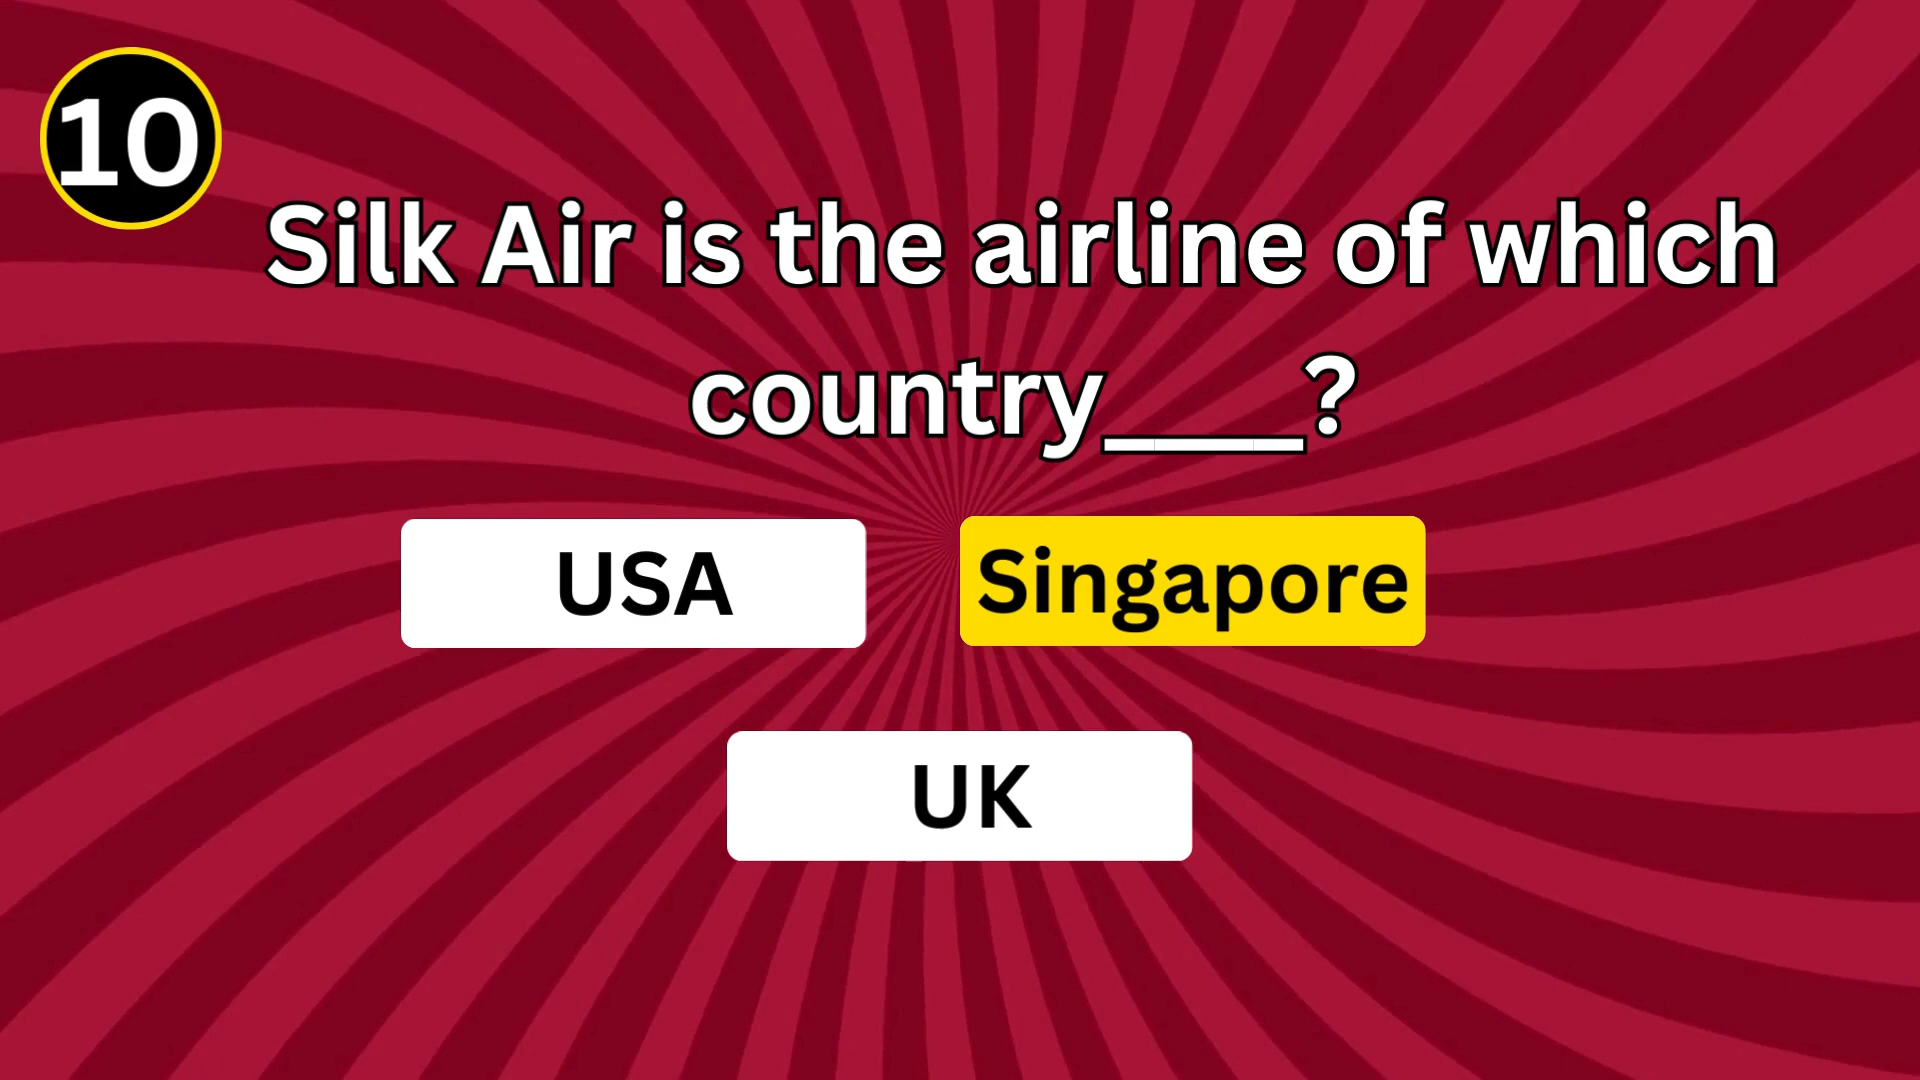 10
Silk Air is the airline of which
country____?
USA
Singapore
UK